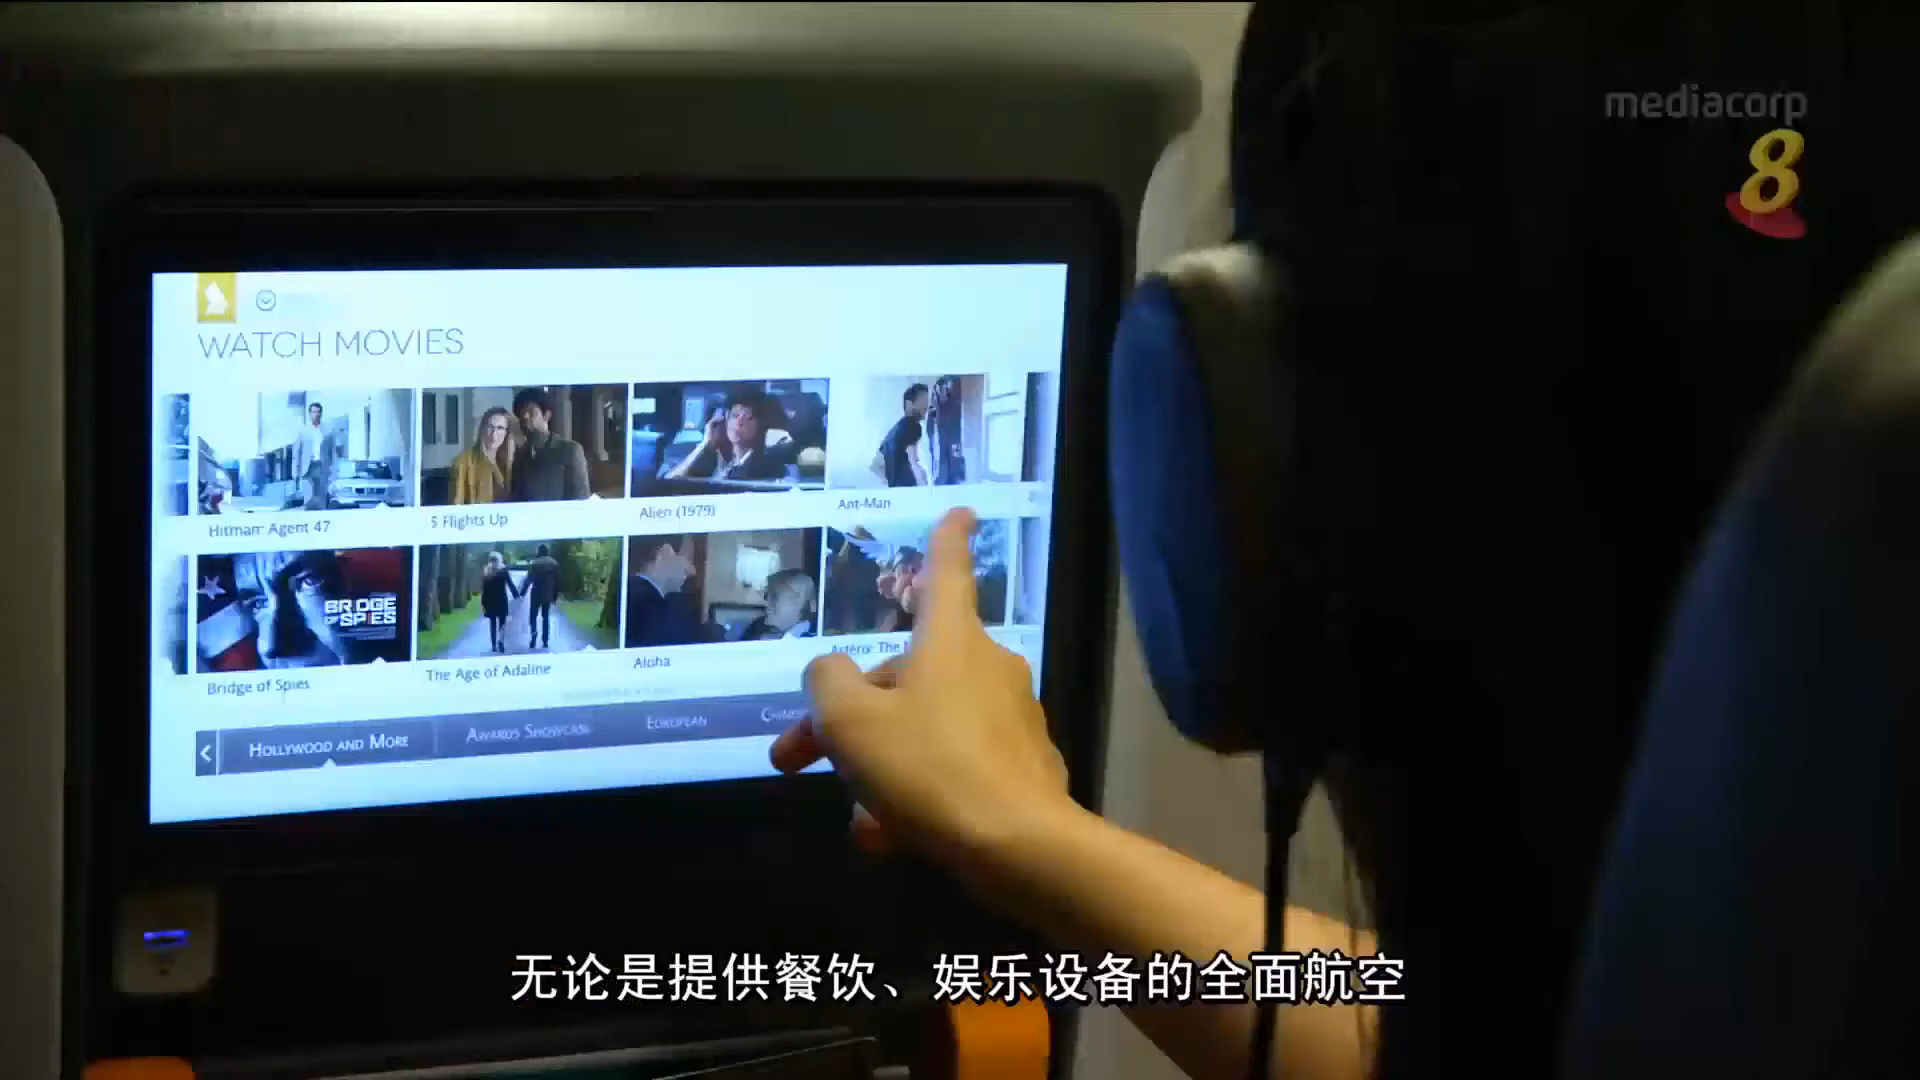 mediacorp
8
WATCH MOVIES
Hitman: Agent 47
5 Flights Up
Alien (1979)
Ant-Man
BRIDGE
OF SPIES
Bridge of Spies
The Age of Adaline
Aloha
Asterix: The
HOLLYWOOD AND MORE
AWARDS SHOWCASE
EUROPEAN
无论是提供餐饮、娱乐设备的全面航空